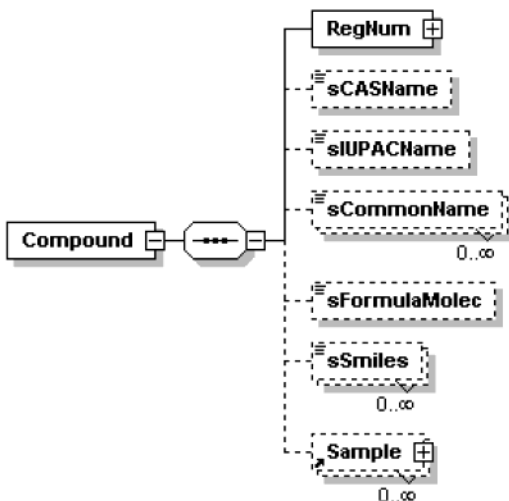 RegNum
sCASName
sIUPACName
sCommonName
0..∞
Compound
sFormulaMolec
sSmiles
0..∞
Sample
0..∞